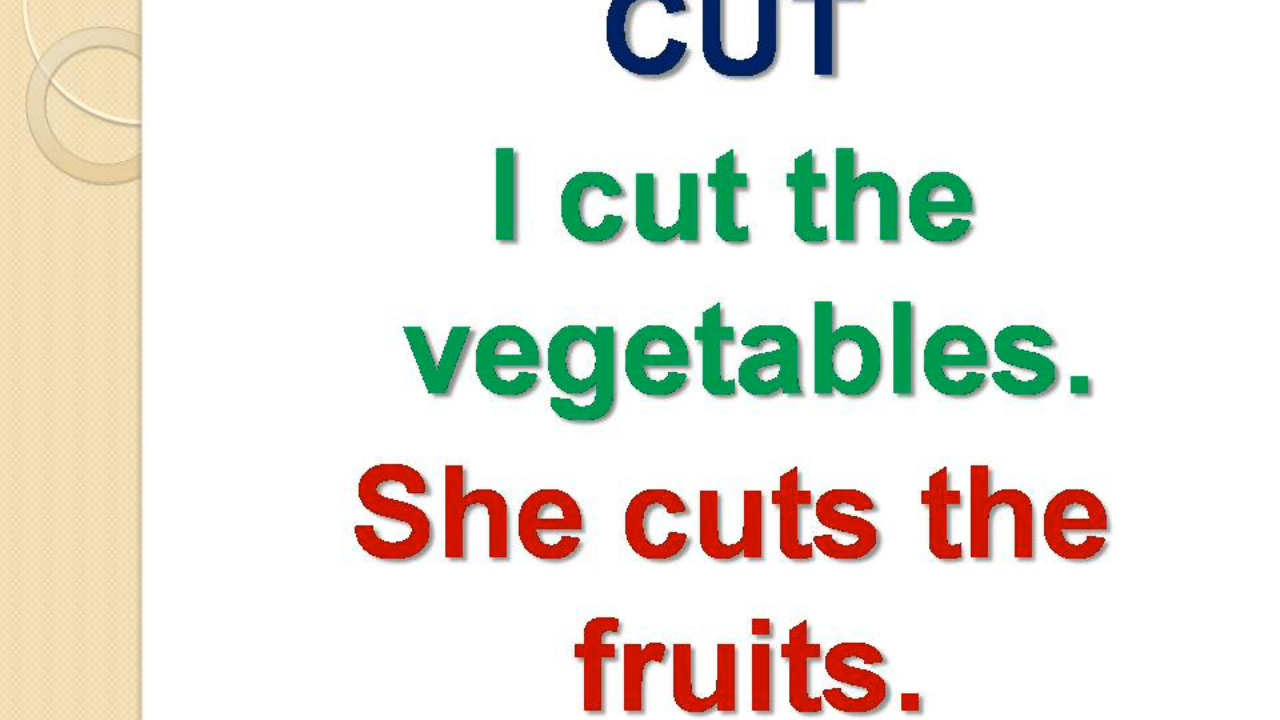 CUT
I cut the
vegetables.
She cuts the
fruits.